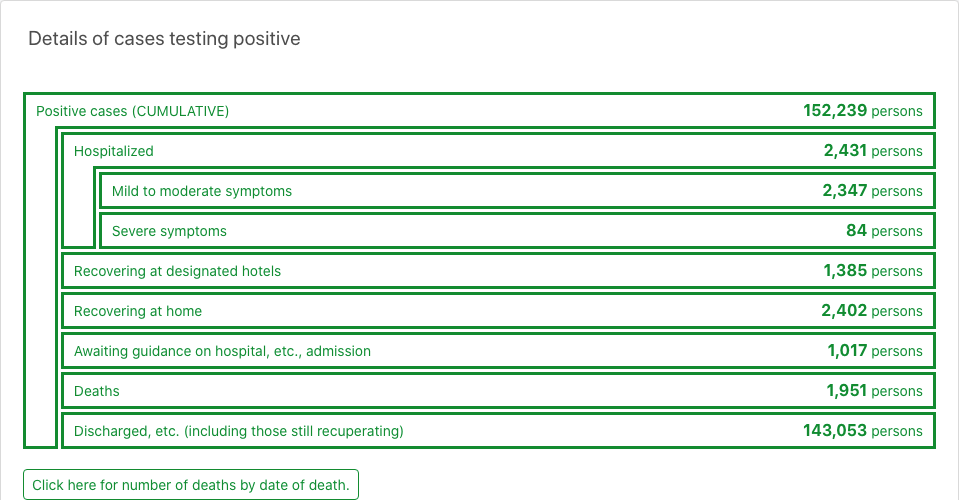 Details of cases testing positive
Positive cases (CUMULATIVE) 152,239 persons
Hospitalized 2,431 persons
Mild to moderate symptoms 2,347 persons
Severe symptoms 84 persons
Recovering at designated hotels 1,385 persons
Recovering at home 2,402 persons
Awaiting guidance on hospital, etc., admission 1,017 persons
Deaths 1,951 persons
Discharged, etc. (including those still recuperating) 143,053 persons
Click here for number of deaths by date of death.